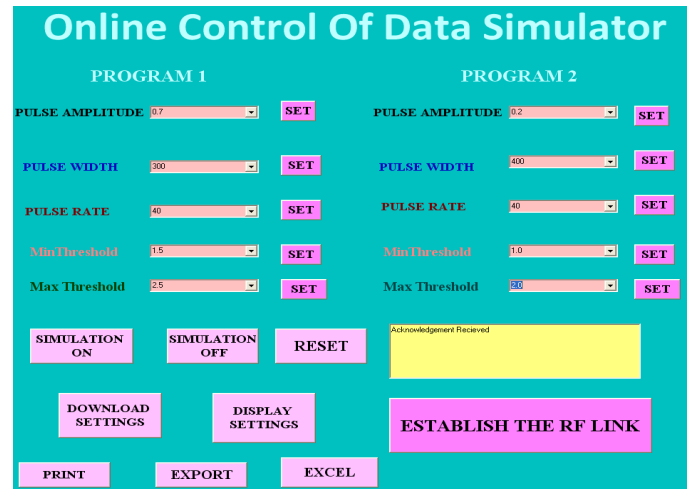 Online Control Of Data Simulator
PROGRAM 1
PROGRAM 2
PULSE AMPLITUDE 0.7 SET
PULSE AMPLITUDE 0.2 SET
PULSE WIDTH 300 SET
PULSE WIDTH 400 SET
PULSE RATE 40 SET
PULSE RATE 40 SET
MinThreshold 1.5 SET
MinThreshold 1.0 SET
Max Threshold 2.5 SET
Max Threshold 2.0 SET
SIMULATION
ON
SIMULATION
OFF
RESET
Acknowledgement Recieved
DOWNLOAD
SETTINGS
DISPLAY
SETTINGS
ESTABLISH THE RF LINK
PRINT
EXPORT
EXCEL